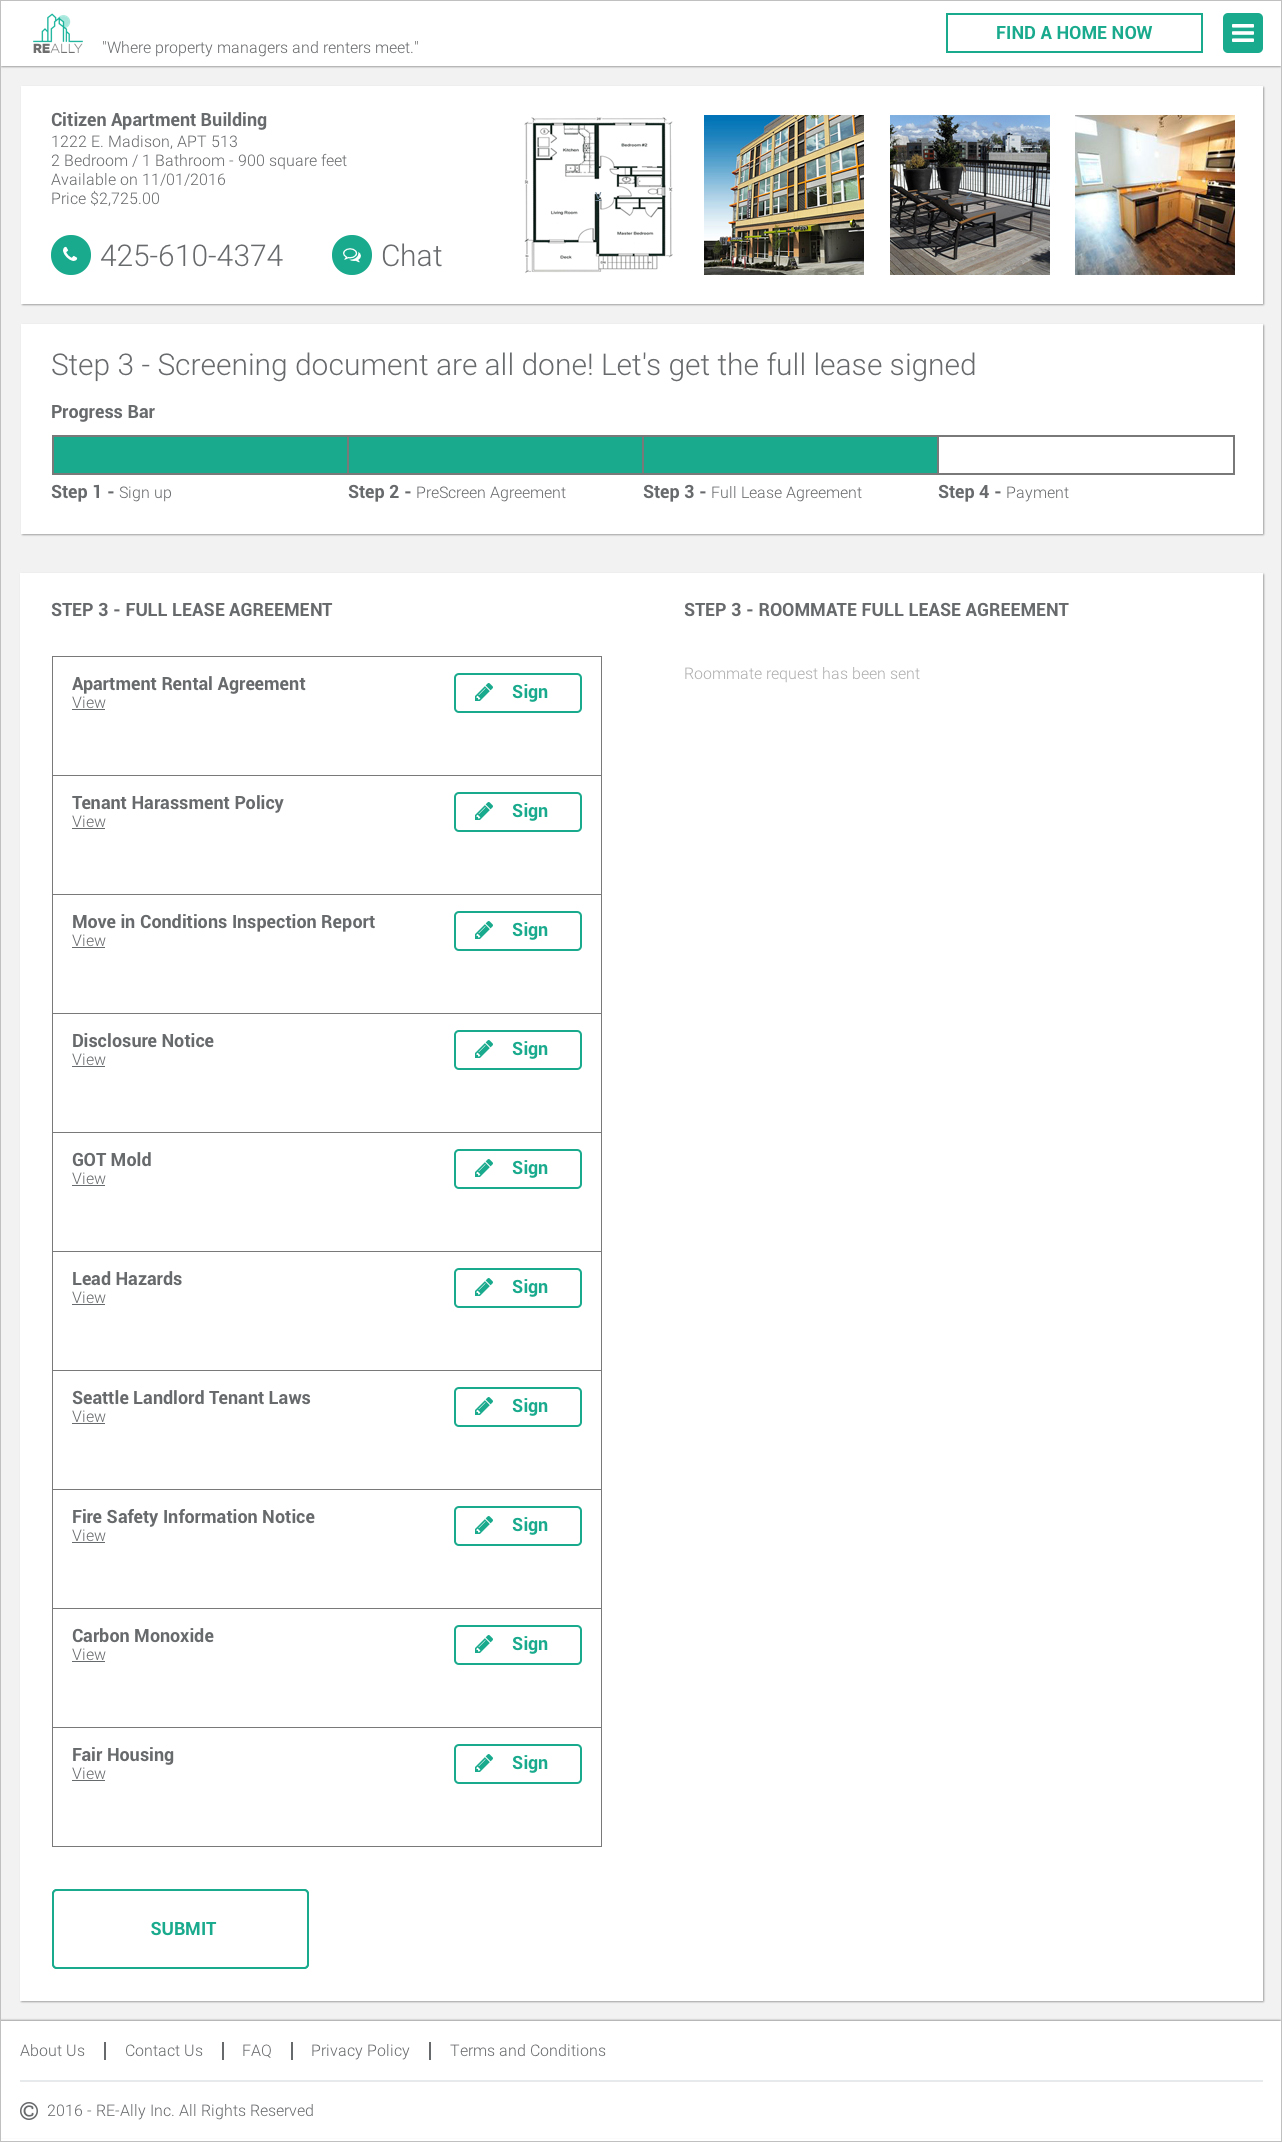 REALLY
"Where property managers and renters meet."
FIND A HOME NOW
Citizen Apartment Building
1222 E. Madison, APT 513
2 Bedroom / 1 Bathroom - 900 square feet
Available on 11/01/2016
Price $2,725.00
425-610-4374
Chat
Kitchen
Bedroom #2
Living Room
Master Bedroom
Deck
Step 3 - Screening document are all done! Let's get the full lease signed
Progress Bar
Step 1 - Sign up
Step 2 - PreScreen Agreement
Step 3 - Full Lease Agreement
Step 4 - Payment
STEP 3 - FULL LEASE AGREEMENT
Apartment Rental Agreement
View
Sign
Tenant Harassment Policy
View
Sign
Move in Conditions Inspection Report
View
Sign
Disclosure Notice
View
Sign
GOT Mold
View
Sign
Lead Hazards
View
Sign
Seattle Landlord Tenant Laws
View
Sign
Fire Safety Information Notice
View
Sign
Carbon Monoxide
View
Sign
Fair Housing
View
Sign
SUBMIT
STEP 3 - ROOMMATE FULL LEASE AGREEMENT
Roommate request has been sent
About Us
Contact Us
FAQ
Privacy Policy
Terms and Conditions
© 2016 - RE-Ally Inc. All Rights Reserved